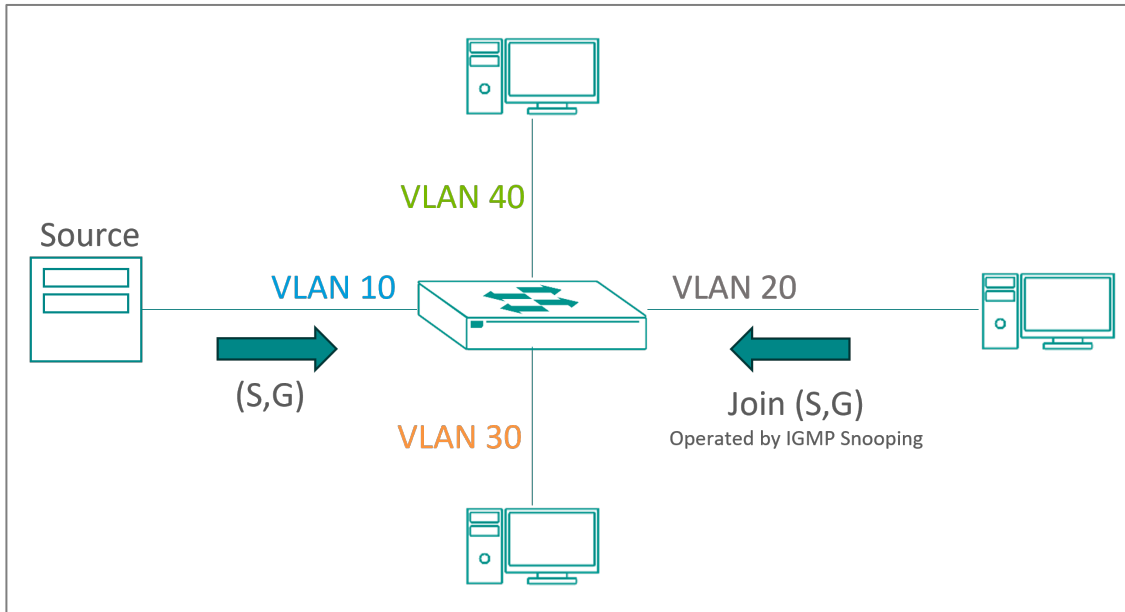 VLAN 40
Source
VLAN 10
VLAN 20
(S,G)
Join (S,G)
Operated by IGMP Snooping
VLAN 30